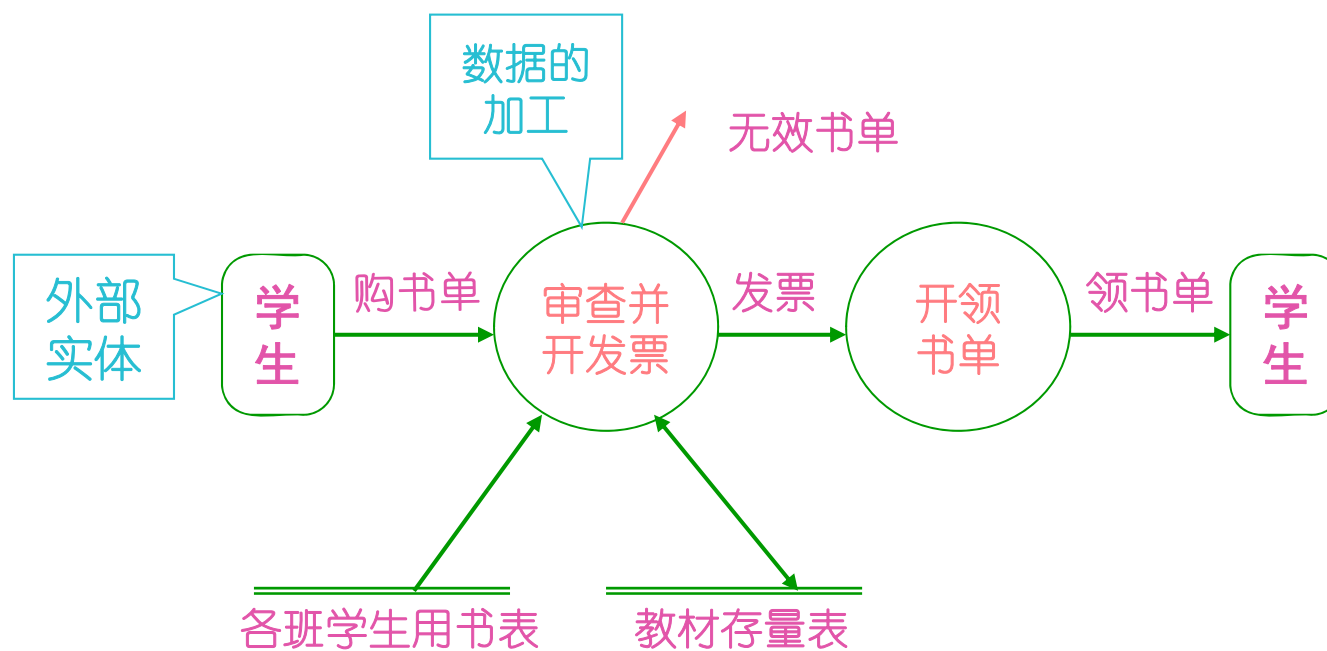 数据的
加工
无效书单
外部
实体
学
生
购书单
审查并
开发票
发票
开领
书单
领书单
学
生
各班学生用书表
教材存量表